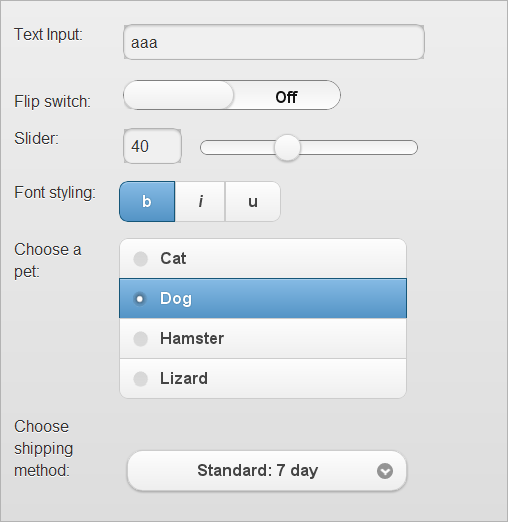 Text Input:
aaa
Flip switch:
Off
Slider:
40
Font styling:
b i u
Choose a
pet:
Cat
Dog
Hamster
Lizard
Choose
shipping
method:
Standard: 7 day